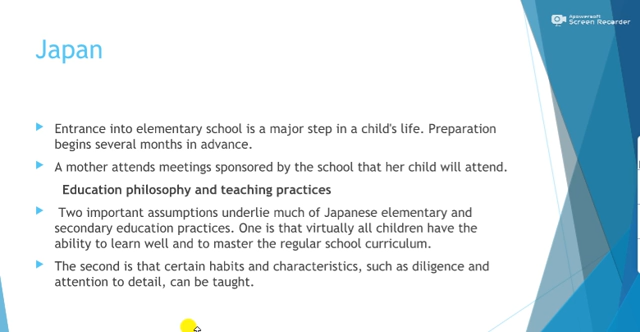 Apowersoft
Screen Recorder
Japan
Entrance into elementary school is a major step in a child's life. Preparation
begins several months in advance.
A mother attends meetings sponsored by the school that her child will attend.
Education philosophy and teaching practices
Two important assumptions underlie much of Japanese elementary and
secondary education practices. One is that virtually all children have the
ability to learn well and to master the regular school curriculum.
The second is that certain habits and characteristics, such as diligence and
attention to detail, can be taught.